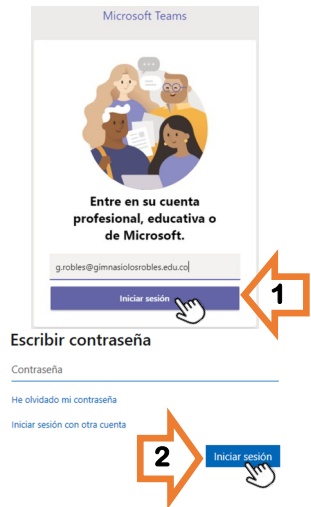 Microsoft Teams
Entre en su cuenta
profesional, educativa o
de Microsoft.
g.robles@gimnasiolosrobles.edu.co
Iniciar sesión
1
Escribir contraseña
Contraseña
He olvidado mi contraseña
Iniciar sesión con otra cuenta
2
Iniciar sesión